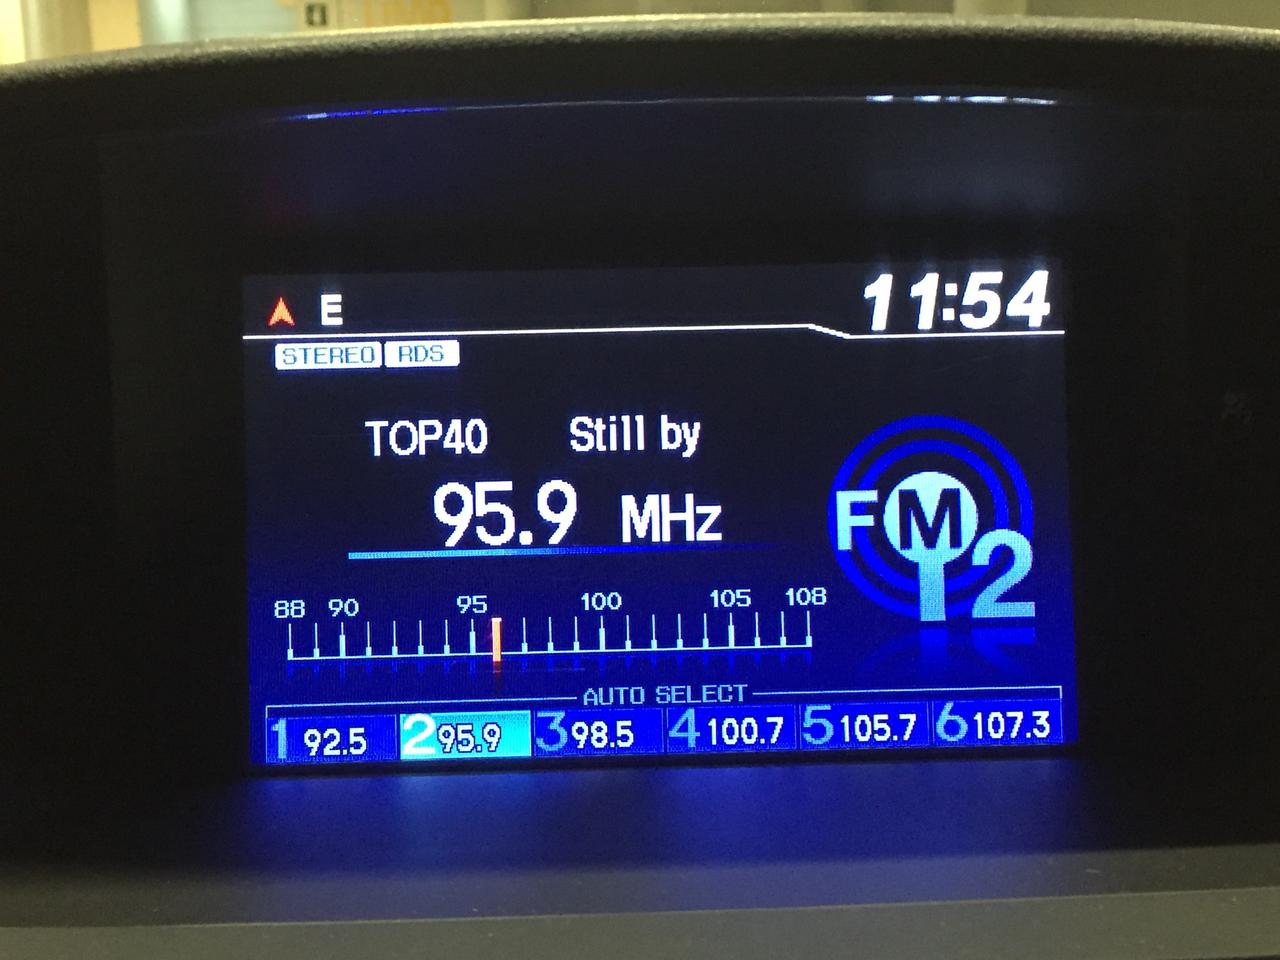 4
E 11:54
STEREO RDS
TOP40 Still by
95.9 MHz
FM2
88 90 95 100 105 108
AUTO SELECT
1 92.5 2 95.9 3 98.5 4 100.7 5 105.7 6 107.3